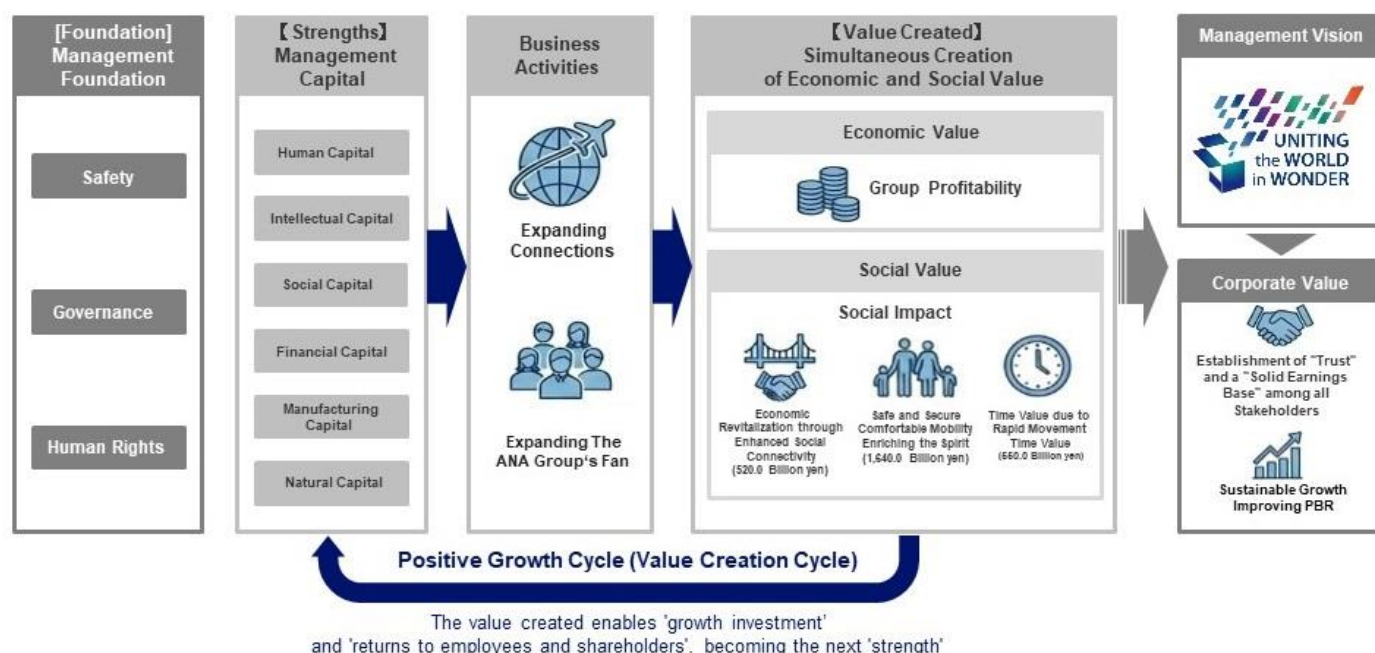 [Foundation]
Management
Foundation
Safety
Governance
Human Rights
【Strengths】
Management
Capital
Human Capital
Intellectual Capital
Social Capital
Financial Capital
Manufacturing
Capital
Natural Capital
Business
Activities
Expanding
Connections
Expanding The
ANA Group's Fan
【Value Created】
Simultaneous Creation
of Economic and Social Value
Economic Value
Group Profitability
Social Value
Social Impact
Economic
Revitalization through
Enhanced Social
Connectivity
(520.0 Billion yen)
Safe and Secure
Comfortable Mobility
Enriching the Spirit
(1,640.0 Billion yen)
Time Value due to
Rapid Movement
Time Value
(560.0 Billion yen)
Management Vision
UNITING
the WORLD
in WONDER
Corporate Value
Establishment of "Trust"
and a "Solid Earnings
Base" among all
Stakeholders
Sustainable Growth
Improving PBR
Positive Growth Cycle (Value Creation Cycle)
The value created enables 'growth investment'
and 'returns to employees and shareholders', becoming the next 'strength'